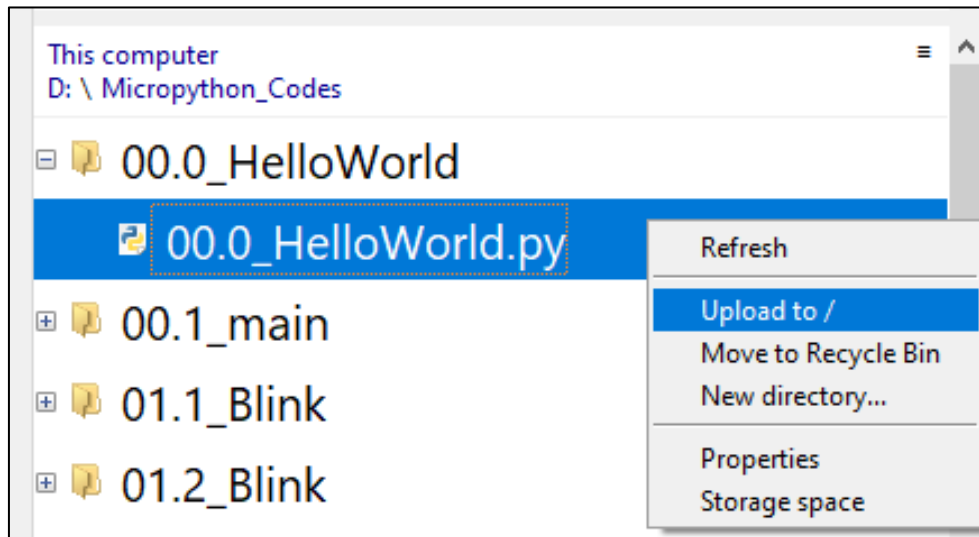 This computer
D: \ Micropython_Codes
00.0_HelloWorld
00.0_HelloWorld.py
00.1_main
01.1_Blink
01.2_Blink
Refresh
Upload to /
Move to Recycle Bin
New directory...
Properties
Storage space